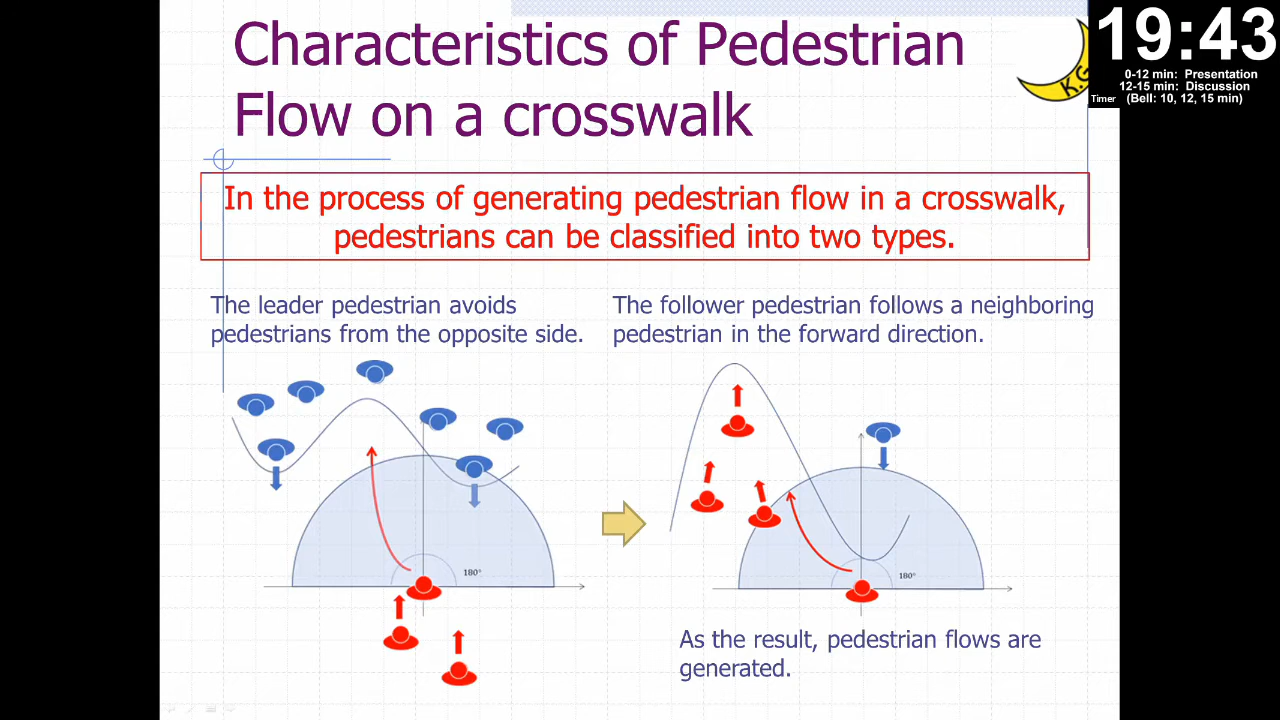 Characteristics of Pedestrian
Flow on a crosswalk
K.G
19:43
0-12 min: Presentation
12-15 min: Discussion
Timer (Bell: 10, 12, 15 min)
In the process of generating pedestrian flow in a crosswalk,
pedestrians can be classified into two types.
The leader pedestrian avoids
pedestrians from the opposite side.
The follower pedestrian follows a neighboring
pedestrian in the forward direction.
180°
180°
As the result, pedestrian flows are
generated.